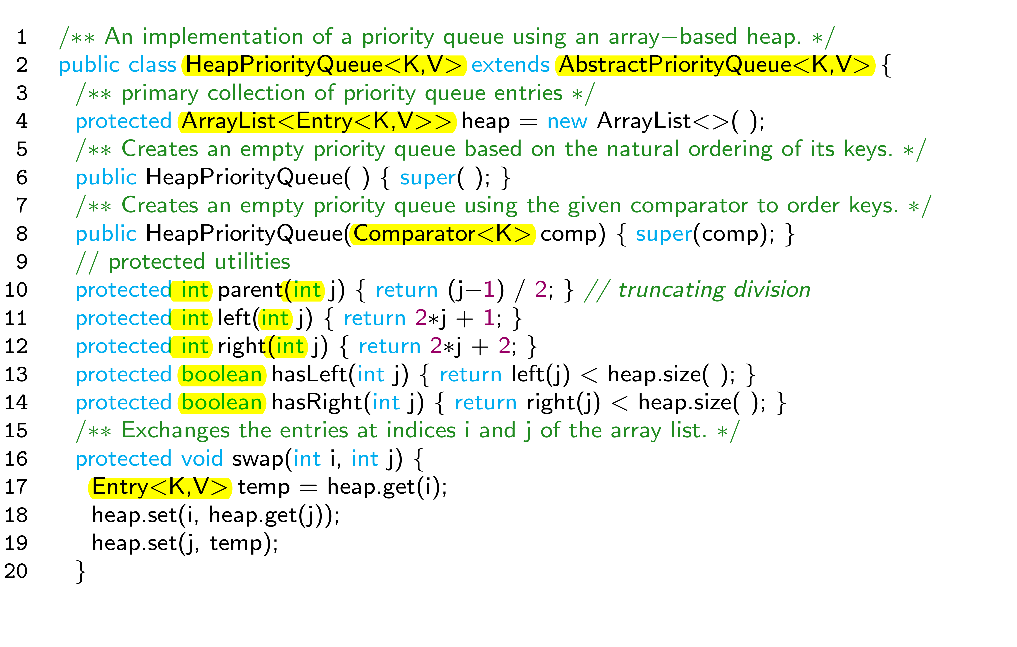 1 /** An implementation of a priority queue using an array−based heap. */
2 public class HeapPriorityQueue<K,V> extends AbstractPriorityQueue<K,V> {
3 /** primary collection of priority queue entries */
4 protected ArrayList<Entry<K,V>> heap = new ArrayList<>( );
5 /** Creates an empty priority queue based on the natural ordering of its keys. */
6 public HeapPriorityQueue( ) { super( ); }
7 /** Creates an empty priority queue using the given comparator to order keys. */
8 public HeapPriorityQueue(Comparator<K> comp) { super(comp); }
9 // protected utilities
10 protected int parent(int j) { return (j−1) / 2; } // truncating division
11 protected int left(int j) { return 2*j + 1; }
12 protected int right(int j) { return 2*j + 2; }
13 protected boolean hasLeft(int j) { return left(j) < heap.size( ); }
14 protected boolean hasRight(int j) { return right(j) < heap.size( ); }
15 /** Exchanges the entries at indices i and j of the array list. */
16 protected void swap(int i, int j) {
17 Entry<K,V> temp = heap.get(i);
18 heap.set(i, heap.get(j));
19 heap.set(j, temp);
20 }